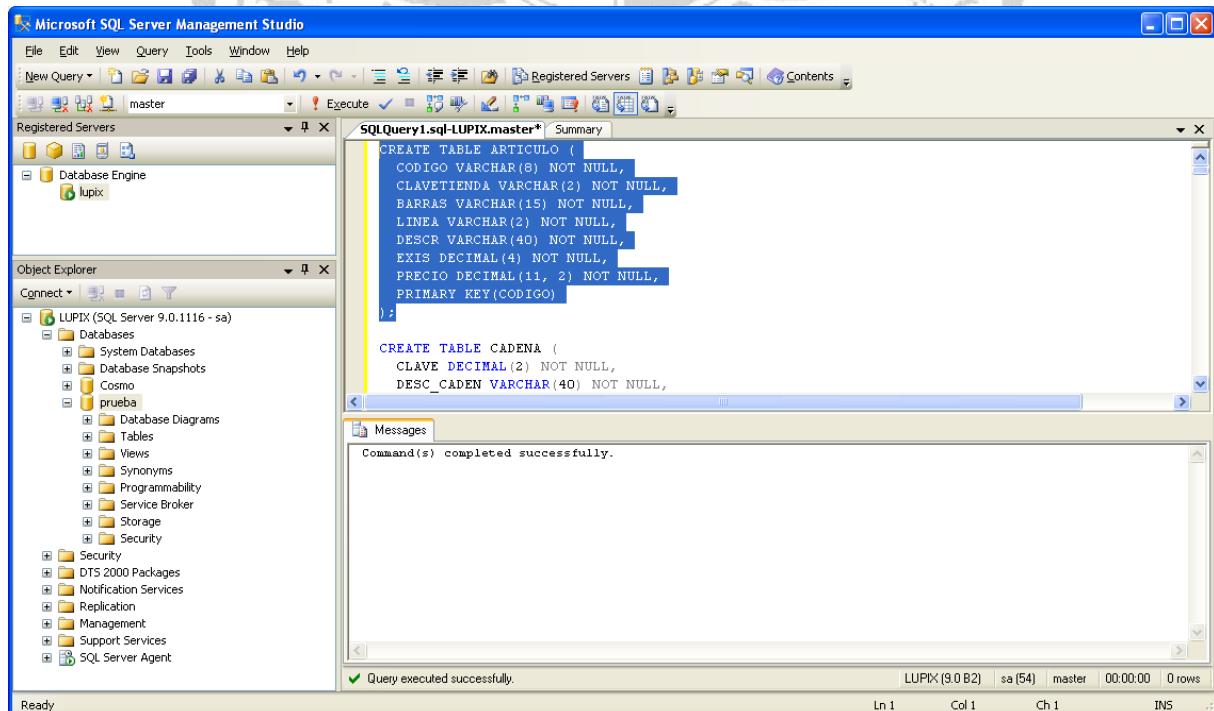 Microsoft SQL Server Management Studio
File Edit View Query Tools Window Help
New Query Registered Servers Contents
master Execute
Registered Servers
Database Engine
lupix
Object Explorer
Connect
LUPIX (SQL Server 9.0.1116 - sa)
Databases
System Databases
Database Snapshots
Cosmo
prueba
Database Diagrams
Tables
Views
Synonyms
Programmability
Service Broker
Storage
Security
Security
DTS 2000 Packages
Notification Services
Replication
Management
Support Services
SQL Server Agent
SQLQuery1.sql-LUPIX.master* Summary
CREATE TABLE ARTICULO (
CODIGO VARCHAR(8) NOT NULL,
CLAVETIENDA VARCHAR(2) NOT NULL,
BARRAS VARCHAR(15) NOT NULL,
LINEA VARCHAR(2) NOT NULL,
DESCR VARCHAR(40) NOT NULL,
EXIS DECIMAL(4) NOT NULL,
PRECIO DECIMAL(11, 2) NOT NULL,
PRIMARY KEY(CODIGO)
);
CREATE TABLE CADENA (
CLAVE DECIMAL(2) NOT NULL,
DESC_CADEN VARCHAR(40) NOT NULL,
Messages
Command(s) completed successfully.
Query executed successfully. LUPIX (9.0 B2) sa (54) master 00:00:00 0 rows
Ready Ln 1 Col 1 Ch 1 INS